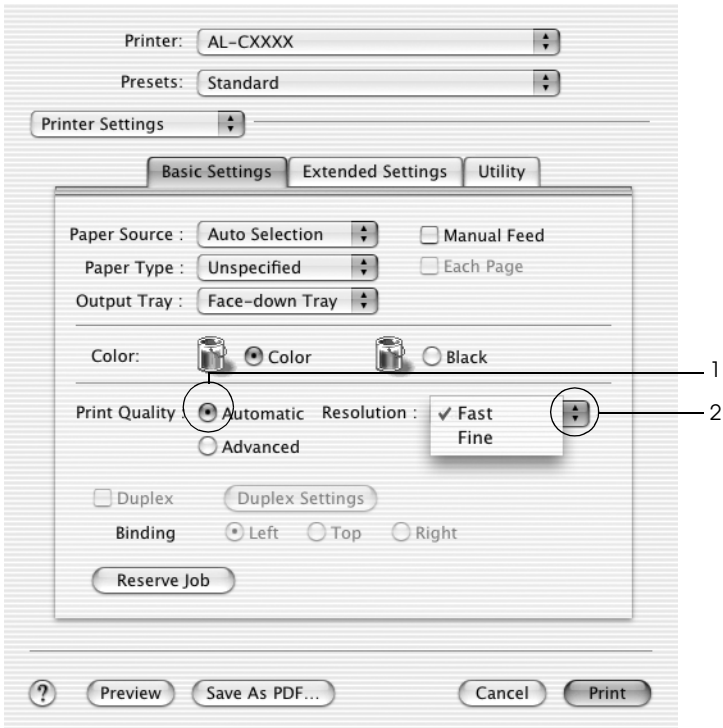 Printer: AL-CXXXX
Presets: Standard
Printer Settings
Basic Settings Extended Settings Utility
Paper Source : Auto Selection Manual Feed
Paper Type : Unspecified Each Page
Output Tray : Face-down Tray
Color: Color Black
1
Print Quality : Automatic Resolution : ✓ Fast 2
Fine
Advanced
Duplex Duplex Settings
Binding Left Top Right
Reserve Job
? Preview Save As PDF... Cancel Print